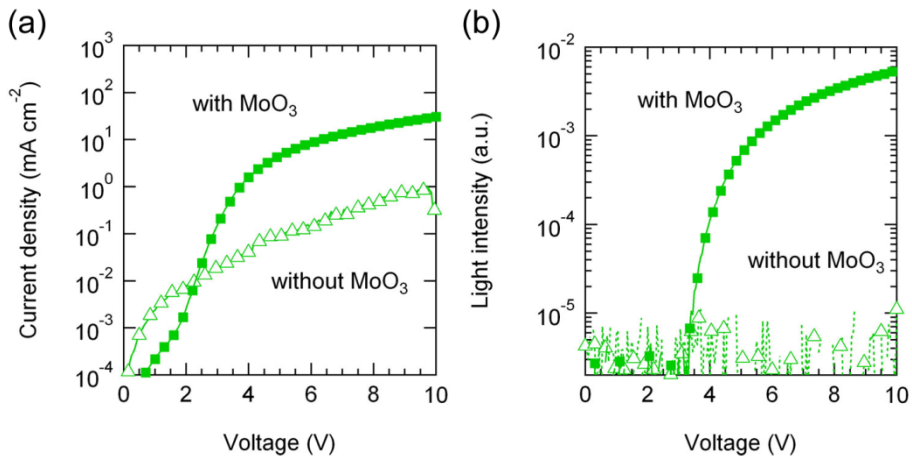 (a)
Current density (mA cm⁻²)
10³
10²
10¹
10⁰
10⁻¹
10⁻²
10⁻³
10⁻⁴
with MoO₃
without MoO₃
0 2 4 6 8 10
Voltage (V)
(b)
Light intensity (a.u.)
10⁻²
10⁻³
10⁻⁴
10⁻⁵
with MoO₃
without MoO₃
0 2 4 6 8 10
Voltage (V)